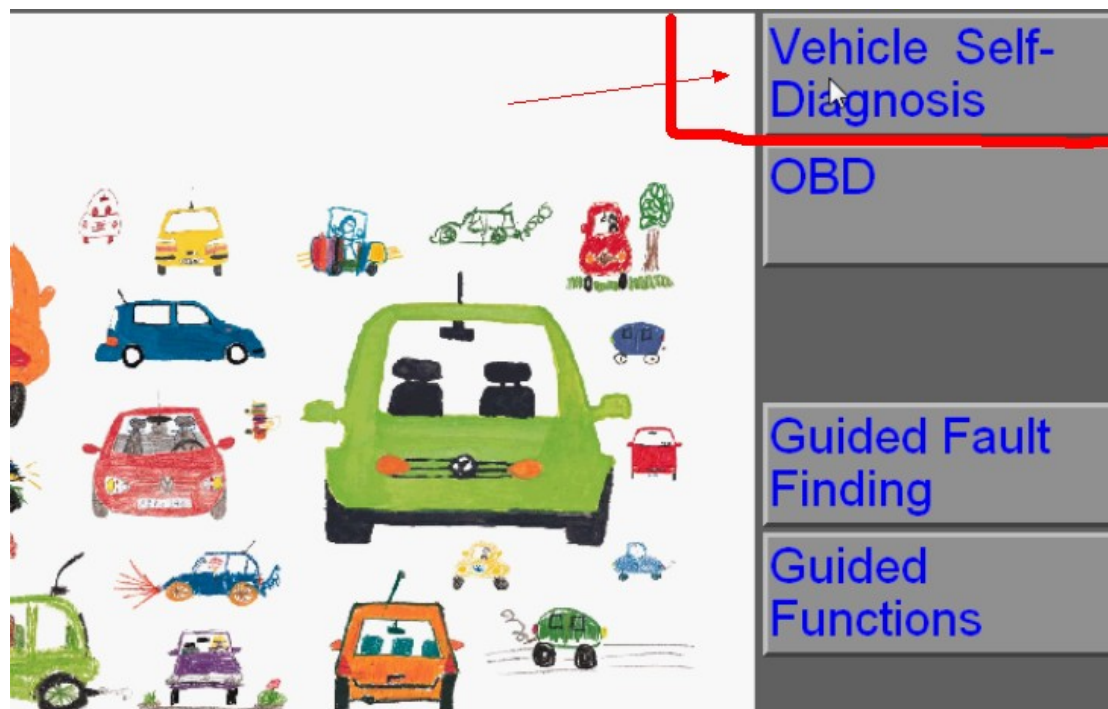 Vehicle Self-
Diagnosis
OBD
Guided Fault
Finding
Guided
Functions